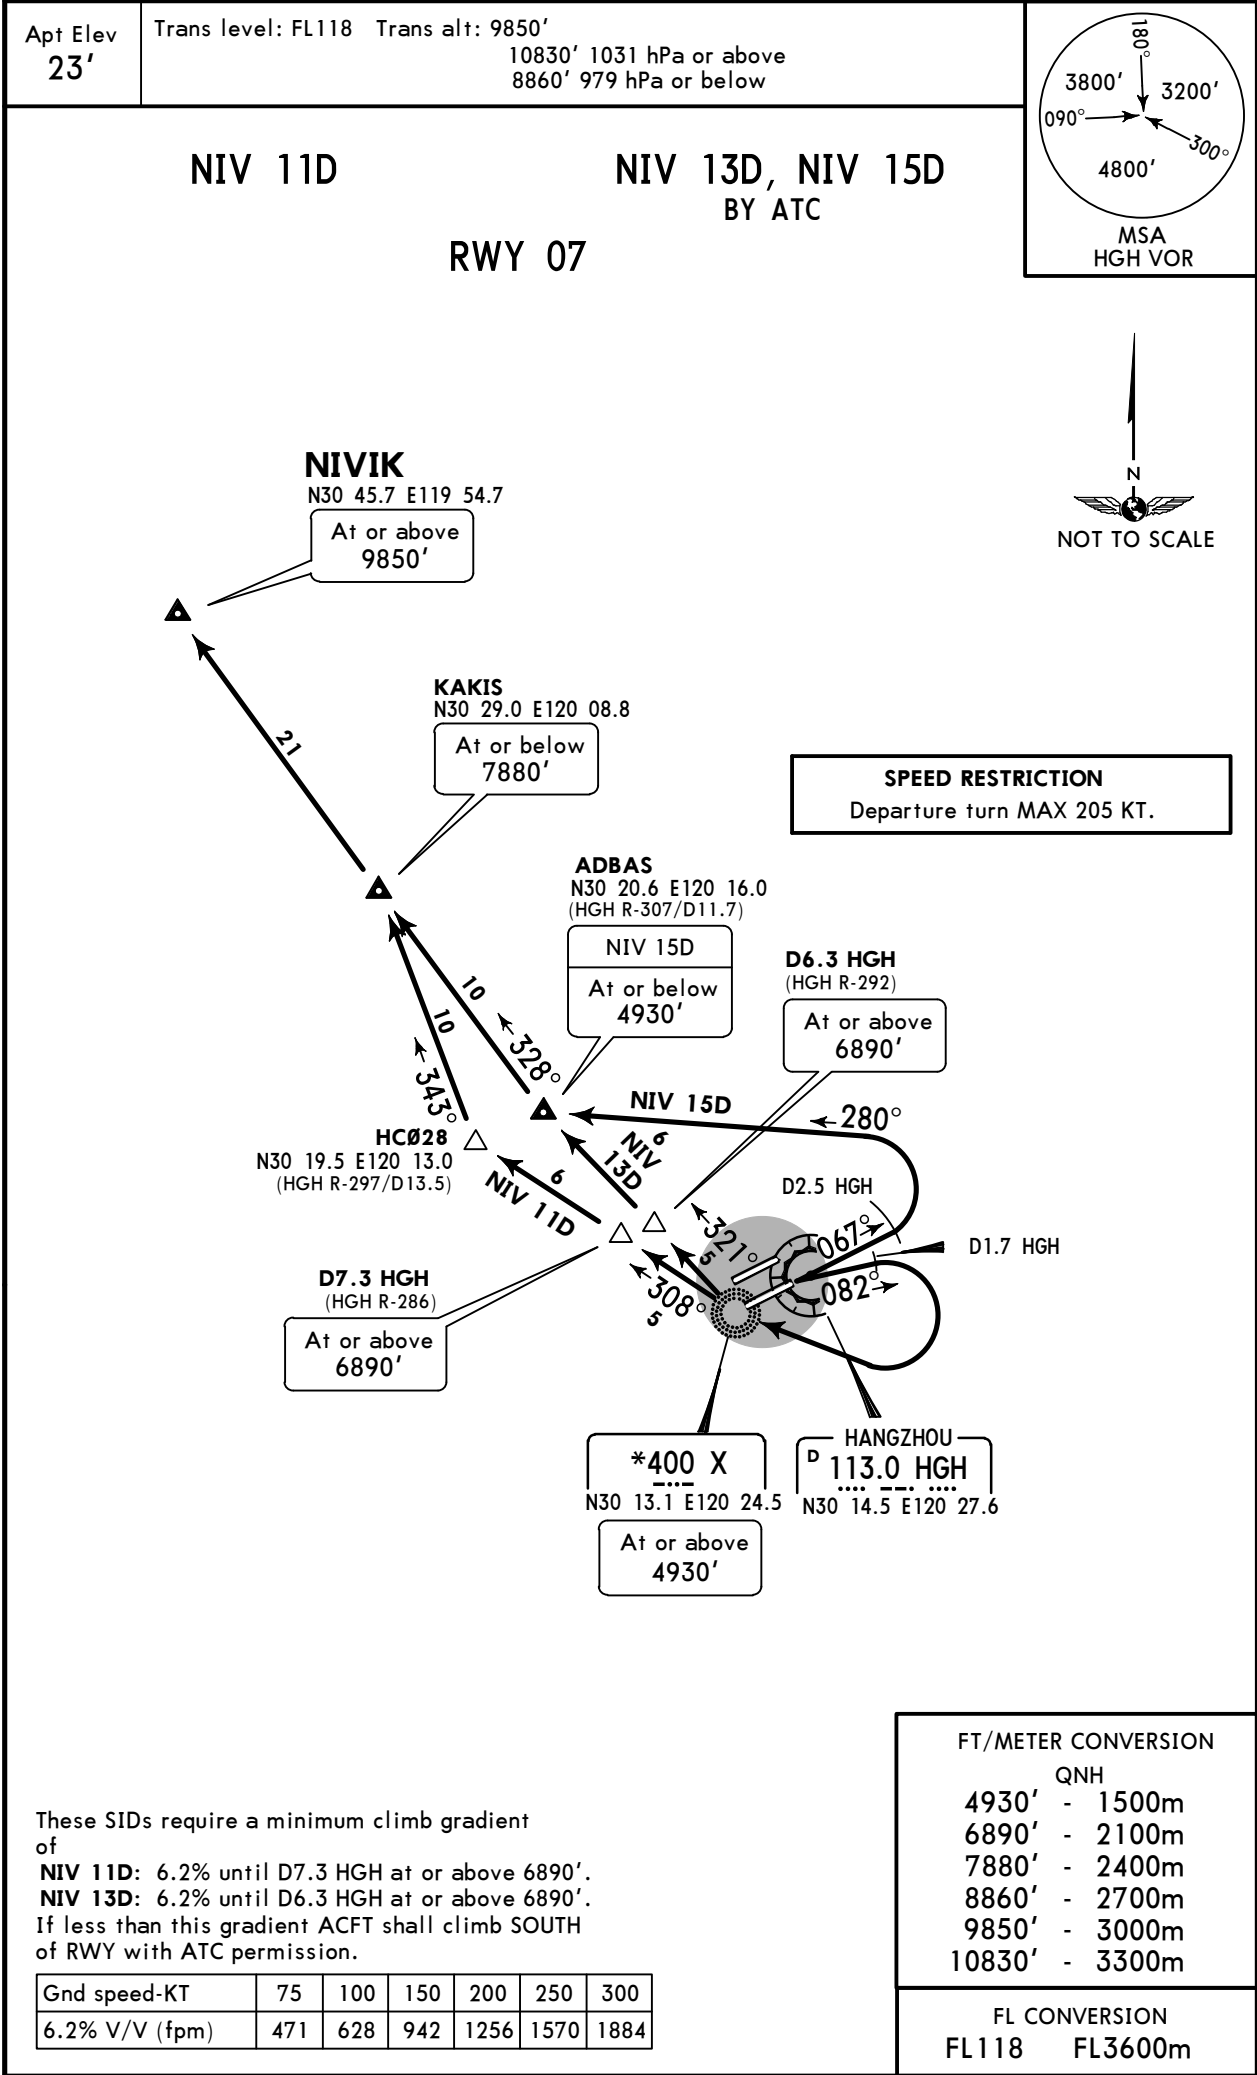 Apt Elev
23'
Trans level: FL118 Trans alt: 9850'
10830' 1031 hPa or above
8860' 979 hPa or below
180°
3800'
3200'
090°
300°
4800'
MSA
HGH VOR
NIV 11D
NIV 13D, NIV 15D
BY ATC
RWY 07
N
NOT TO SCALE
NIVIK
N30 45.7 E119 54.7
At or above
9850'
21
KAKIS
N30 29.0 E120 08.8
At or below
7880'
SPEED RESTRICTION
Departure turn MAX 205 KT.
ADBAS
N30 20.6 E120 16.0
(HGH R-307/D11.7)
NIV 15D
At or below
4930'
D6.3 HGH
(HGH R-292)
At or above
6890'
10
10
328°
343°
NIV 15D
280°
HCØ28
N30 19.5 E120 13.0
(HGH R-297/D13.5)
6
NIV
13D
6
NIV 11D
D2.5 HGH
067°
D1.7 HGH
082°
321°
5
308°
5
D7.3 HGH
(HGH R-286)
At or above
6890'
*400 X
N30 13.1 E120 24.5
At or above
4930'
HANGZHOU
D 113.0 HGH
N30 14.5 E120 27.6
These SIDs require a minimum climb gradient
of
NIV 11D: 6.2% until D7.3 HGH at or above 6890'.
NIV 13D: 6.2% until D6.3 HGH at or above 6890'.
If less than this gradient ACFT shall climb SOUTH
of RWY with ATC permission.
Gnd speed-KT 75 100 150 200 250 300
6.2% V/V (fpm) 471 628 942 1256 1570 1884
FT/METER CONVERSION
QNH
4930' - 1500m
6890' - 2100m
7880' - 2400m
8860' - 2700m
9850' - 3000m
10830' - 3300m
FL CONVERSION
FL118 FL3600m